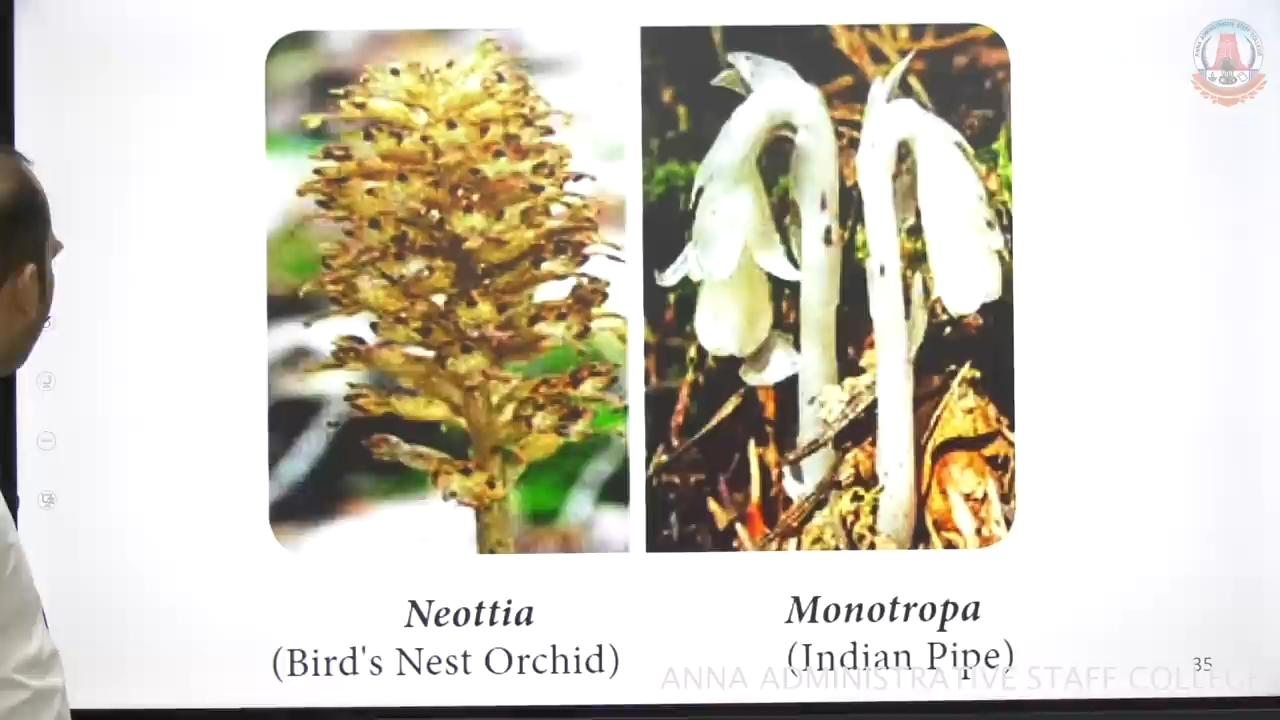 Neottia
(Bird's Nest Orchid)
Monotropa
(Indian Pipe)
35
ANNA ADMINISTRATIVE STAFF COLLEGE